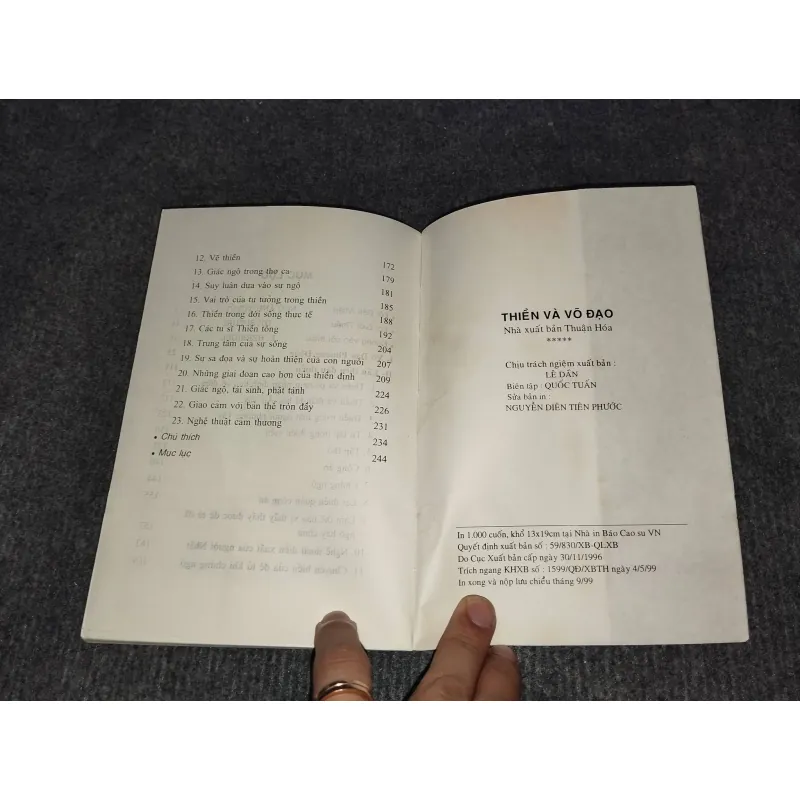 12. Vẽ thiền 172
13. Giác ngộ trong thơ ca 179
14. Suy luận dựa vào sự ngộ 181
15. Vai trò của tư tưởng trong thiền 185
16. Thiền trong đời sống thực tế 188
17. Các tu sĩ Thiền tông 192
18. Trung tâm của sự sống 204
19. Sự sa đọa và sự hoàn thiện của con người 207
20. Những giai đoạn cao hơn của thiền định 209
21. Giác ngộ, tái sinh, phật tánh 224
22. Giao cảm với bản thể tròn đầy 226
23. Nghệ thuật cảm thương 231
• Chú thích 234
• Mục lục 244
THIỀN VÀ VÕ ĐẠO
Nhà xuất bản Thuận Hóa
*****
Chịu trách ngiệm xuất bản :
LÊ DẦN
Biên tập : QUỐC TUẤN
Sửa bản in :
NGUYỄN DIÊN TIÊN PHƯỚC
In 1.000 cuốn, khổ 13x19cm tại Nhà in Báo Cao su VN
Quyết định xuất bản số : 59/830/XB-QLXB
Do Cục Xuất bản cấp ngày 30/11/1996
Trích ngang KHXB số : 1599/QĐ/XBTH ngày 4/5/99
In xong và nộp lưu chiểu tháng 9/99